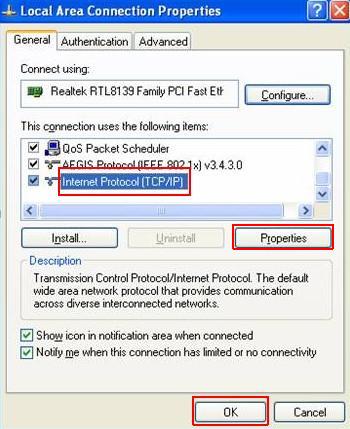 Local Area Connection Properties
General Authentication Advanced
Connect using:
Realtek RTL8139 Family PCI Fast Eth
Configure...
This connection uses the following items:
QoS Packet Scheduler
AEGIS Protocol (IEEE 802.1x) v3.4.3.0
Internet Protocol (TCP/IP)
Install... Uninstall Properties
Description
Transmission Control Protocol/Internet Protocol. The default
wide area network protocol that provides communication
across diverse interconnected networks.
Show icon in notification area when connected
Notify me when this connection has limited or no connectivity
OK Cancel